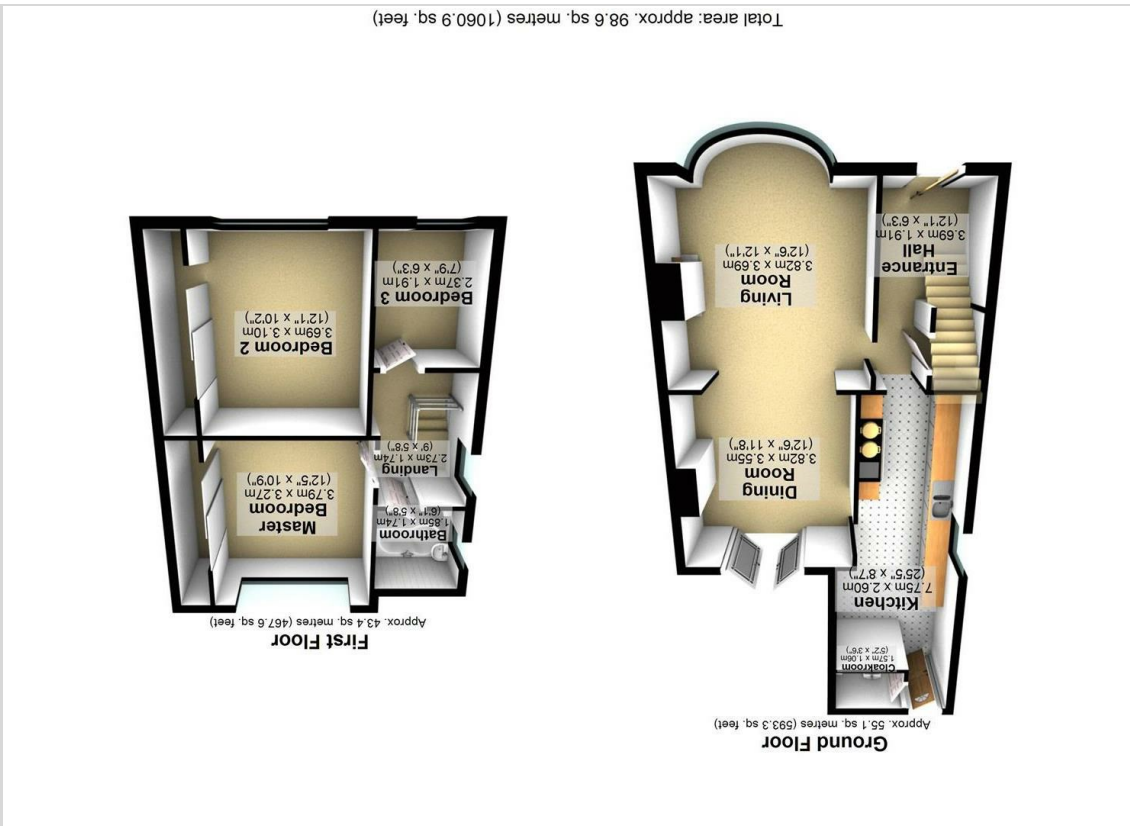 Ground Floor
Approx. 55.1 sq. metres (593.3 sq. feet)
Cloakroom
1.57m x 1.06m
(5'2" x 3'6")
Kitchen
7.75m x 2.60m
(25'5" x 8'7")
Dining
Room
3.82m x 3.55m
(12'6" x 11'8")
Living
Room
3.82m x 3.69m
(12'6" x 12'1")
Entrance
Hall
3.69m x 1.91m
(12'1" x 6'3")
First Floor
Approx. 43.4 sq. metres (467.6 sq. feet)
Bathroom
1.85m x 1.74m
(6'1" x 5'8")
Master
Bedroom
3.79m x 3.27m
(12'5" x 10'9")
Landing
2.73m x 1.74m
(9' x 5'8")
Bedroom 2
3.69m x 3.10m
(12'1" x 10'2")
Bedroom 3
2.37m x 1.91m
(7'9" x 6'3")
Total area: approx. 98.6 sq. metres (1060.9 sq. feet)